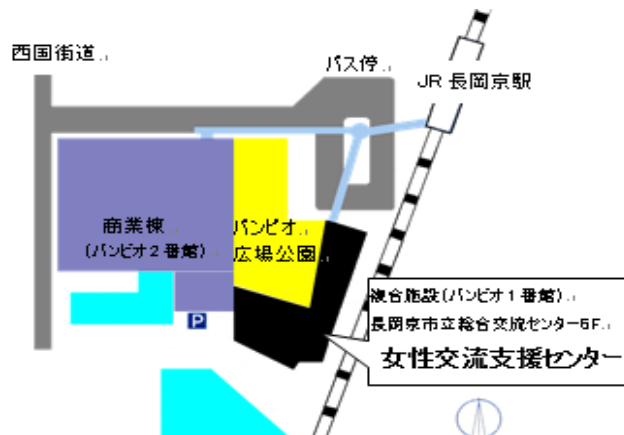 西国街道
バス停
JR 長岡京駅
商業棟
(バンビオ2番館)
バンビオ
広場公園
P
複合施設(バンビオ1番館)
長岡京市立総合交流センター6F
女性交流支援センター